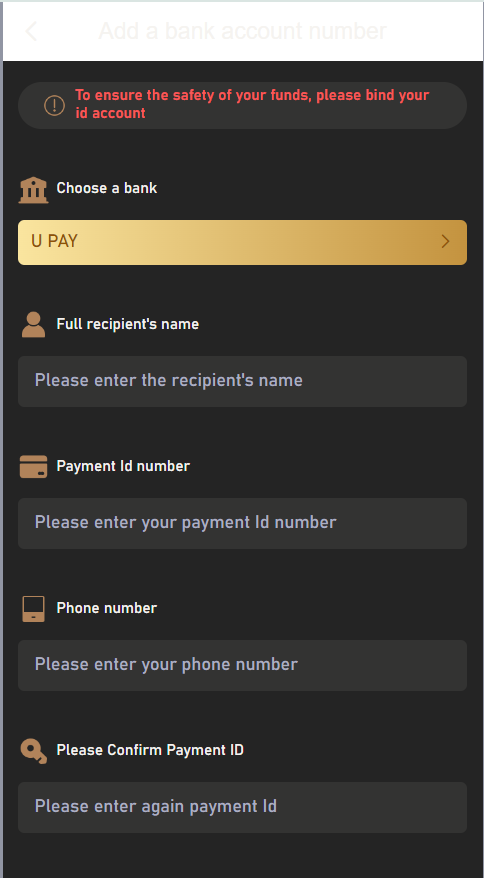 Add a bank account number
To ensure the safety of your funds, please bind your
id account
Choose a bank
U PAY
Full recipient's name
Please enter the recipient's name
Payment Id number
Please enter your payment Id number
Phone number
Please enter your phone number
Please Confirm Payment ID
Please enter again payment Id